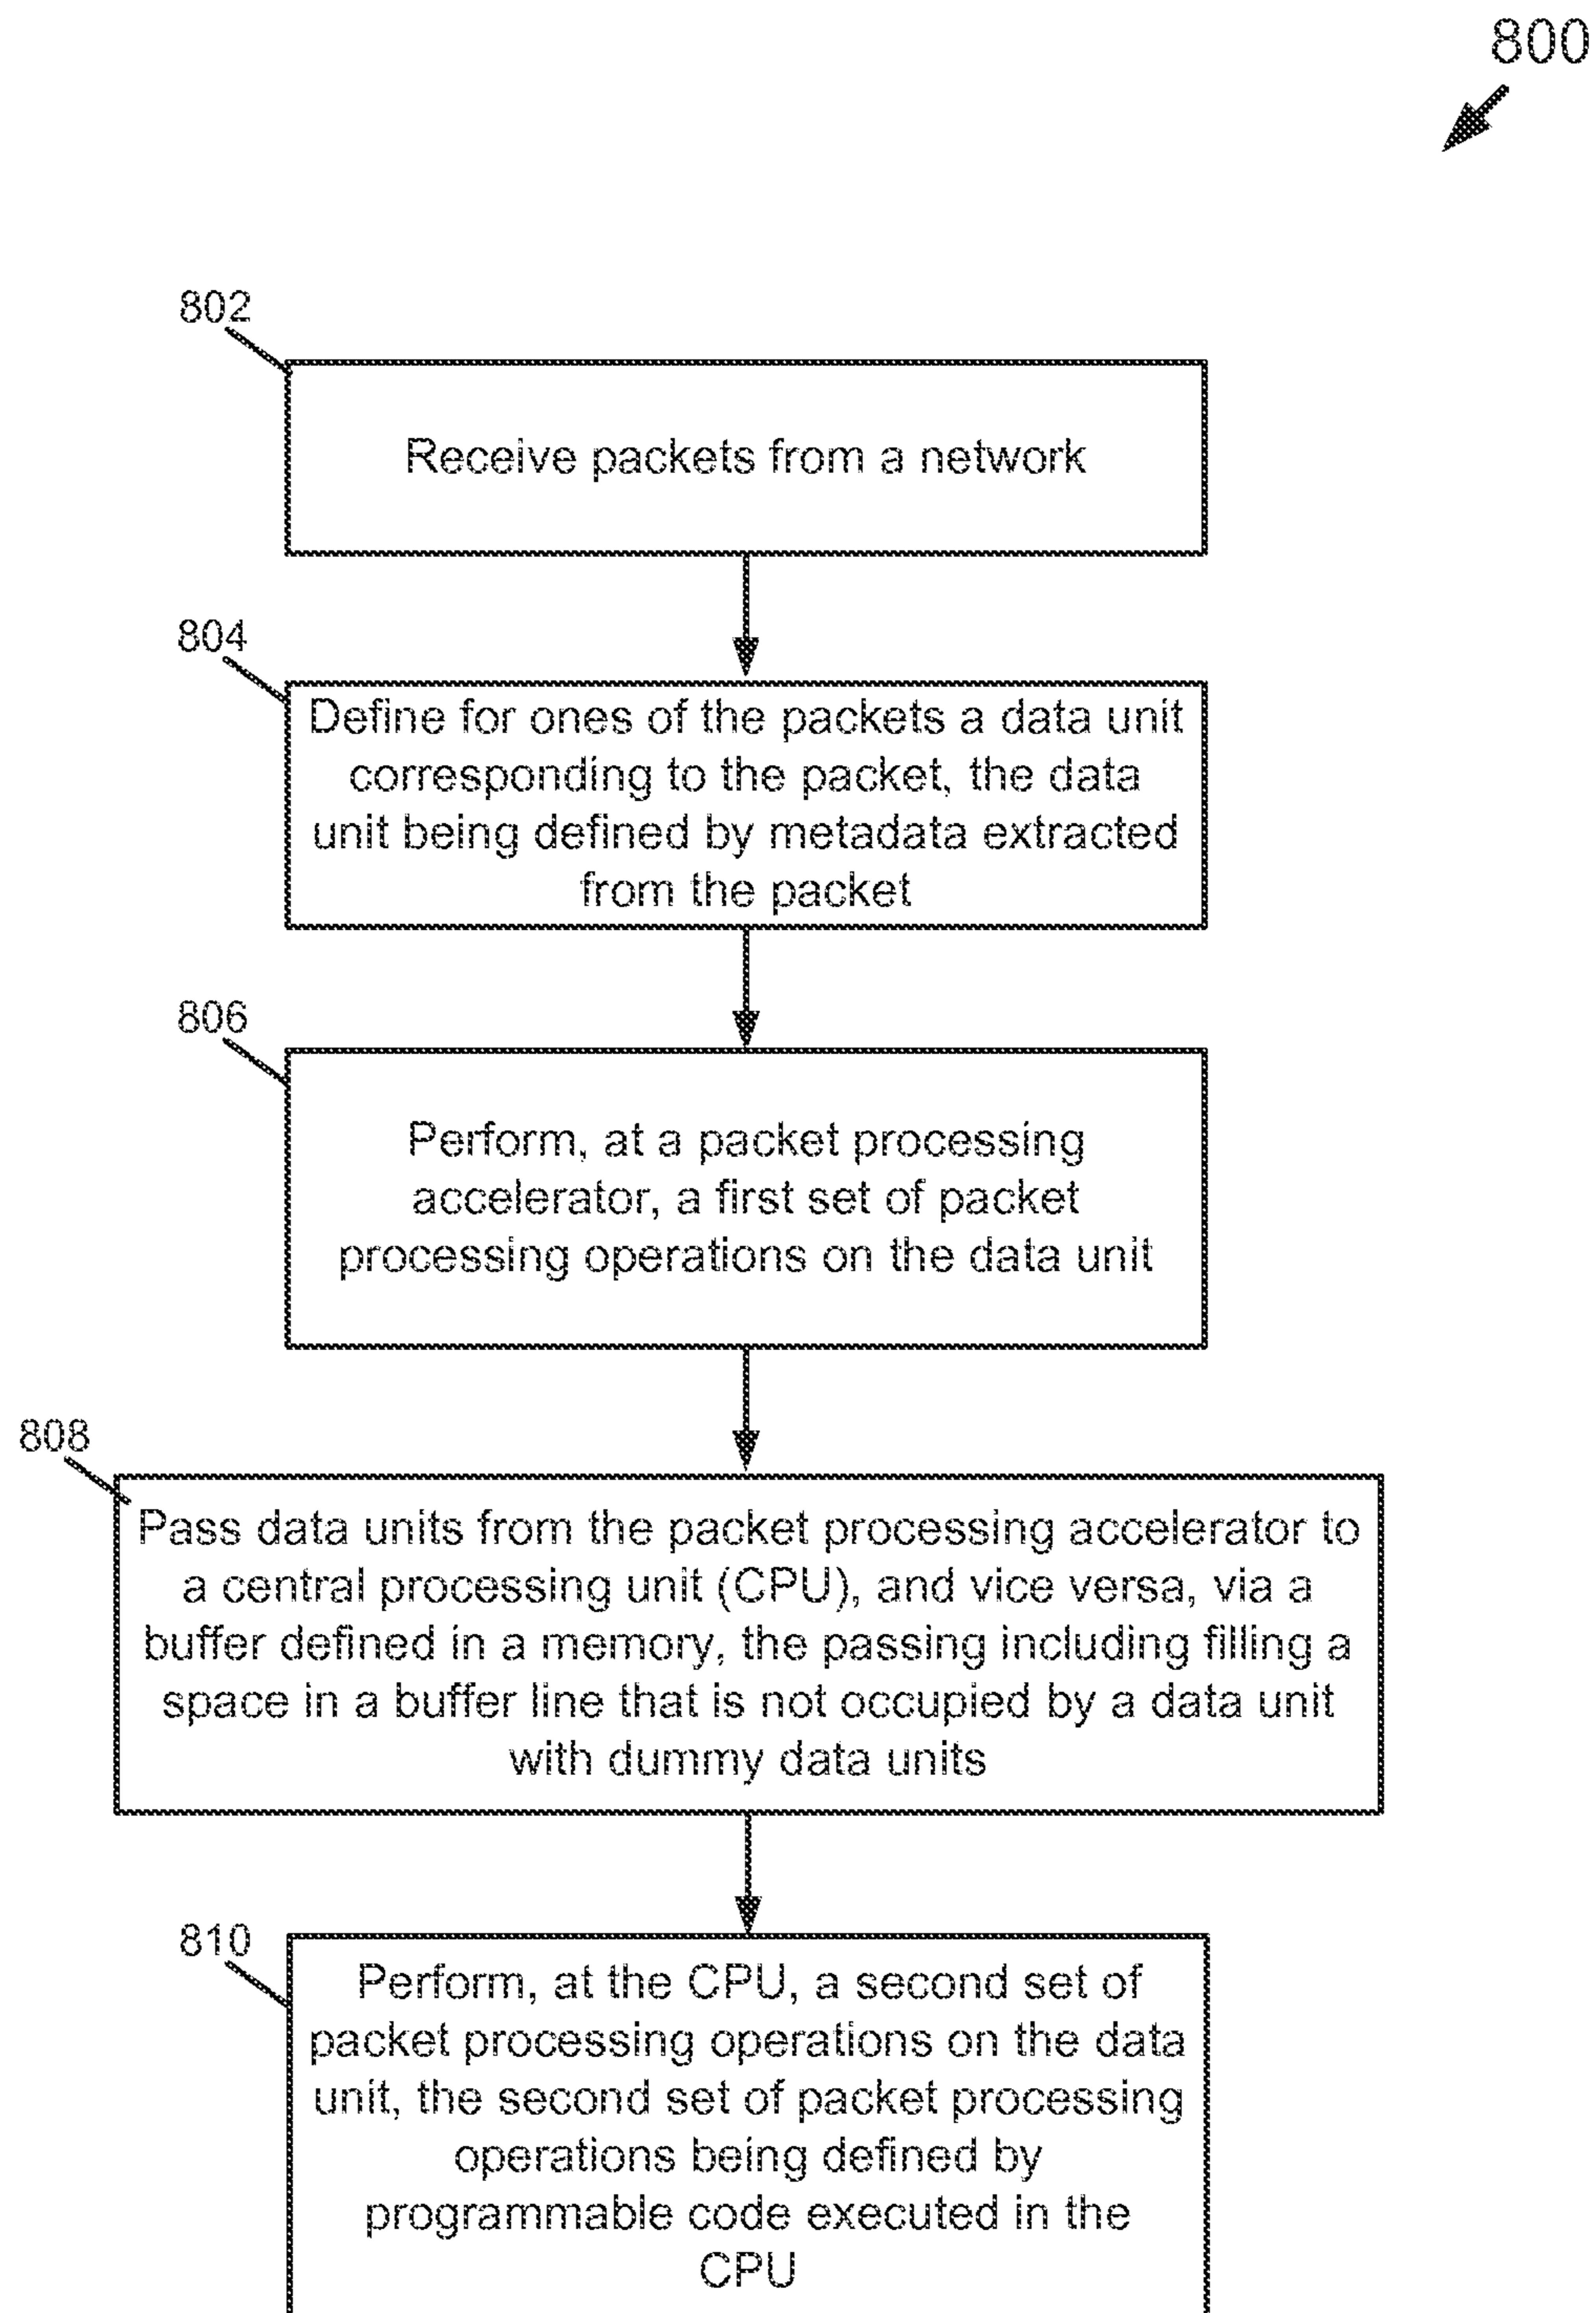 800
802
Receive packets from a network
804
Define for ones of the packets a data unit
corresponding to the packet, the data
unit being defined by metadata extracted
from the packet
806
Perform, at a packet processing
accelerator, a first set of packet
processing operations on the data unit
808
Pass data units from the packet processing accelerator to
a central processing unit (CPU), and vice versa, via a
buffer defined in a memory, the passing including filling a
space in a buffer line that is not occupied by a data unit
with dummy data units
810
Perform, at the CPU, a second set of
packet processing operations on the data
unit, the second set of packet processing
operations being defined by
programmable code executed in the
CPU